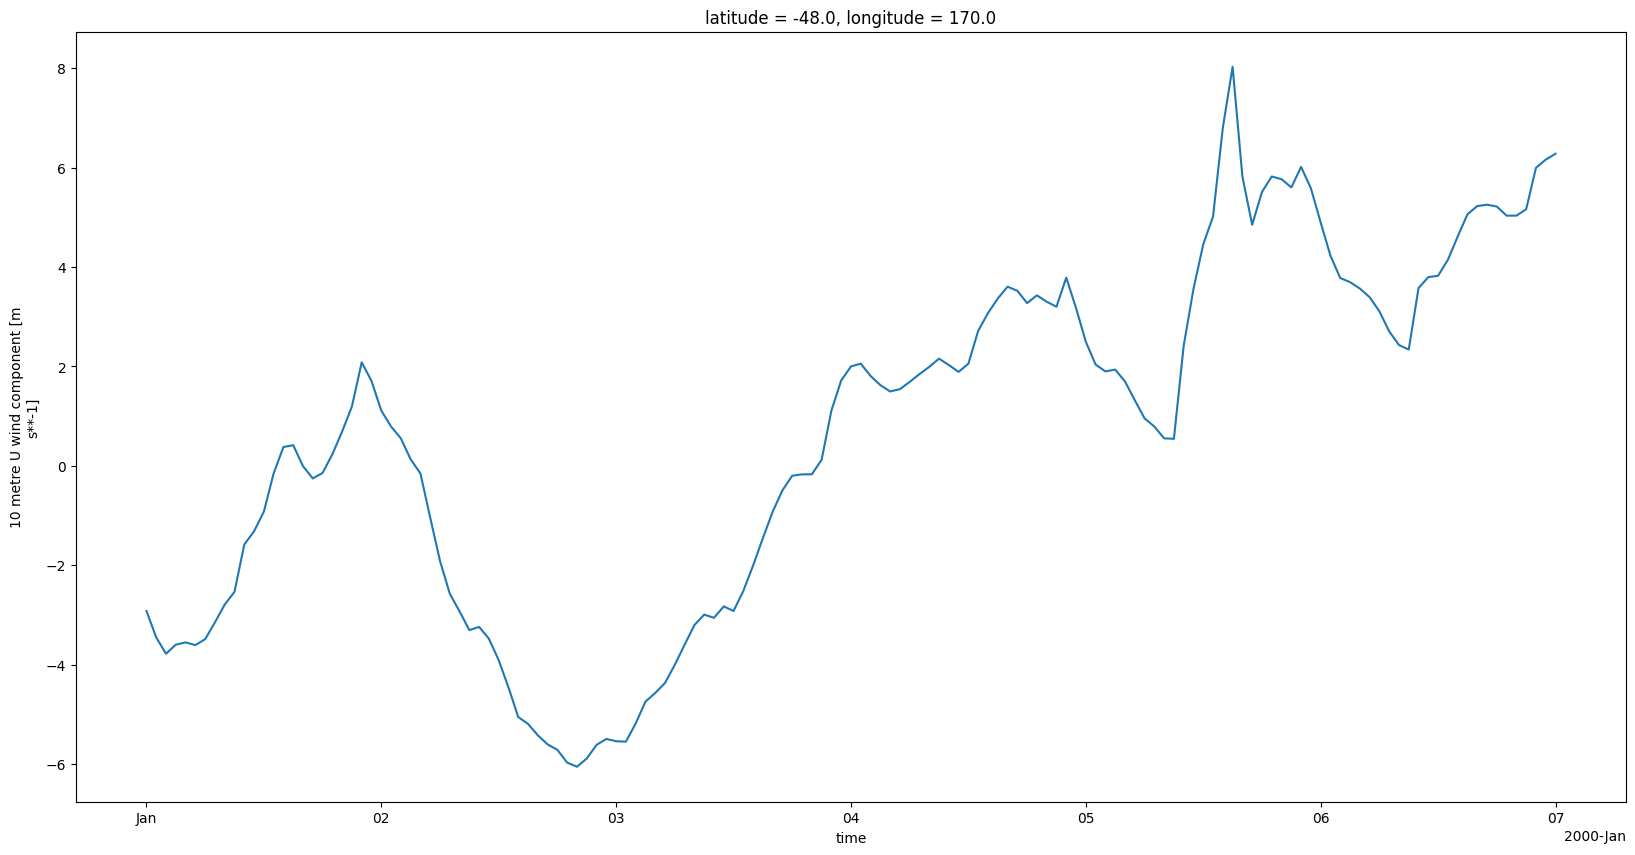 latitude = -48.0, longitude = 170.0
10 metre U wind component [m
s**-1]
8
6
4
2
0
−2
−4
−6
Jan 02 03 04 05 06 07
time
2000-Jan